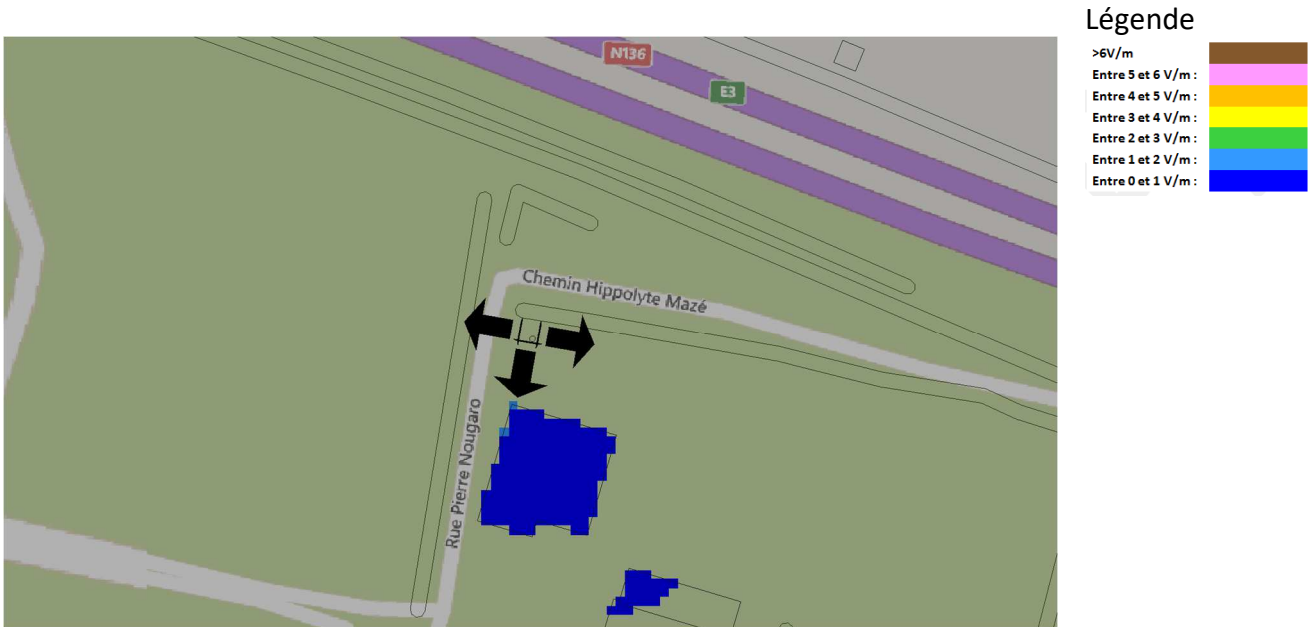 Légende
>6V/m
Entre 5 et 6 V/m :
Entre 4 et 5 V/m :
Entre 3 et 4 V/m :
Entre 2 et 3 V/m :
Entre 1 et 2 V/m :
Entre 0 et 1 V/m :
N136
E3
Chemin Hippolyte Mazé
Rue Pierre Nougaro